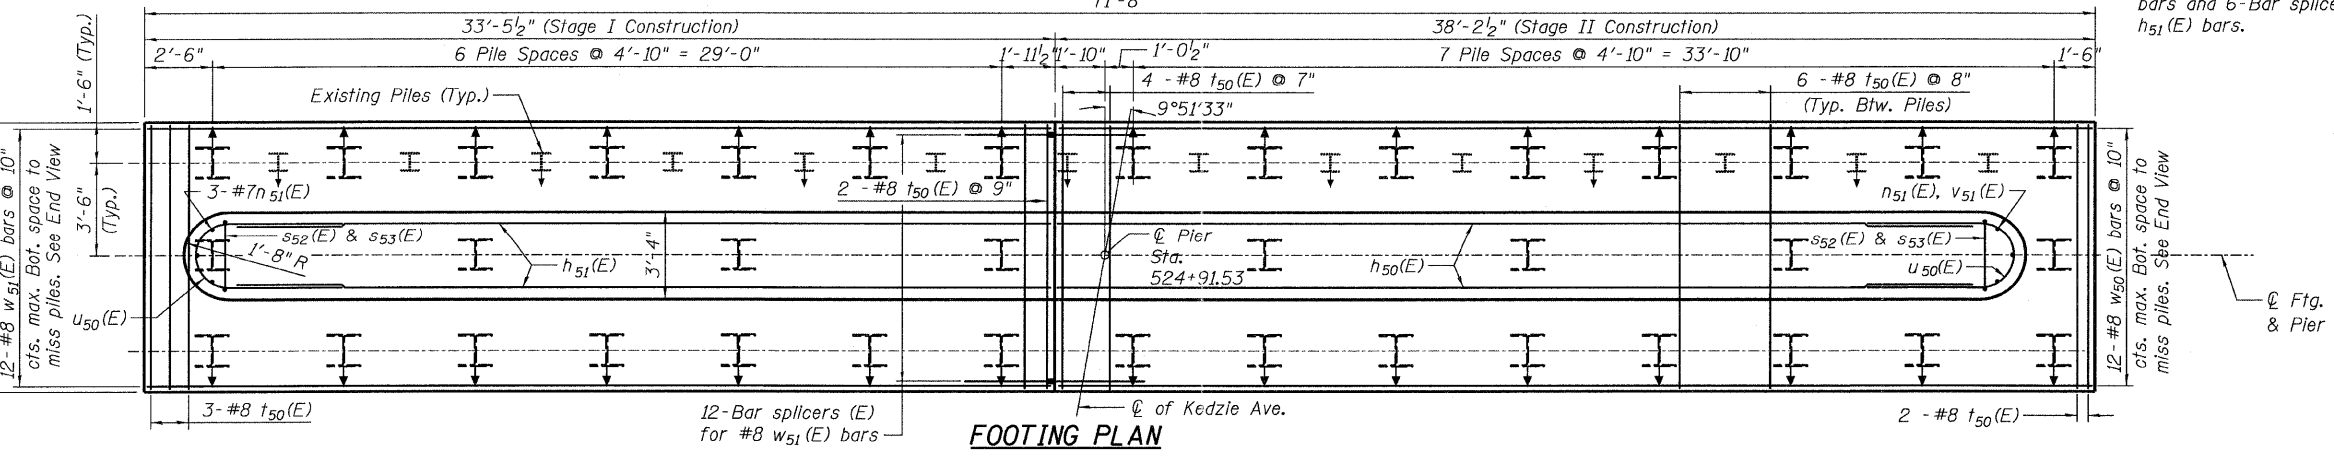 bars and 6-Bar splice
h51(E) bars.
33'-5½" (Stage I Construction)
38'-2½" (Stage II Construction)
2'-6"
6 Pile Spaces @ 4'-10" = 29'-0"
1'-11½"
1'-10"
1'-0½"
7 Pile Spaces @ 4'-10" = 33'-10"
1'-6"
1'-6" (Typ.)
Existing Piles (Typ.)
4 - #8 t50(E) @ 7"
9°51'33"
6 - #8 t50(E) @ 8"
(Typ. Btw. Piles)
12-#8 w51(E) bars @ 10"
cts. max. Bot. space to
miss piles. See End View
3'-6"
(Typ.)
3-#7n51(E)
2 - #8 t50(E) @ 9"
n51(E), v51(E)
s52(E) & s53(E)
1'-8"R
h51(E)
3'-4"
℄ Pier
Sta.
524+91.53
h50(E)
s52(E) & s53(E)
u50(E)
u50(E)
12-#8 w50(E) bars @ 10"
cts. max. Bot. space to
miss piles. See End View
℄ Ftg.
& Pier
3-#8 t50(E)
12-Bar splicers (E)
for #8 w51(E) bars
℄ of Kedzie Ave.
2 - #8 t50(E)
FOOTING PLAN